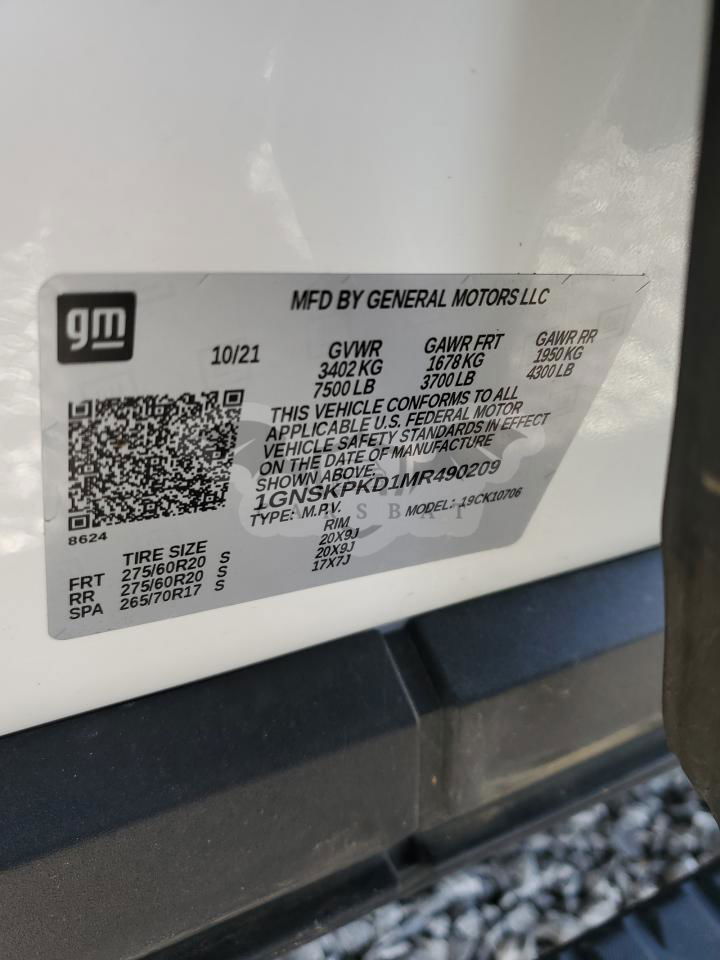 gm
MFD BY GENERAL MOTORS LLC
10/21
GVWR
3402 KG
7500 LB
GAWR FRT
1678 KG
3700 LB
GAWR RR
1950 KG
4300 LB
THIS VEHICLE CONFORMS TO ALL
APPLICABLE U.S. FEDERAL MOTOR
VEHICLE SAFETY STANDARDS IN EFFECT
ON THE DATE OF MANUFACTURE
SHOWN ABOVE.
1GNSKPKD1MR490209
TYPE: M.P.V. MODEL: 19CK10706
CARSBAT
8624
TIRE SIZE RIM
FRT 275/60R20 S 20X9J
RR 275/60R20 S 20X9J
SPA 265/70R17 S 17X7J